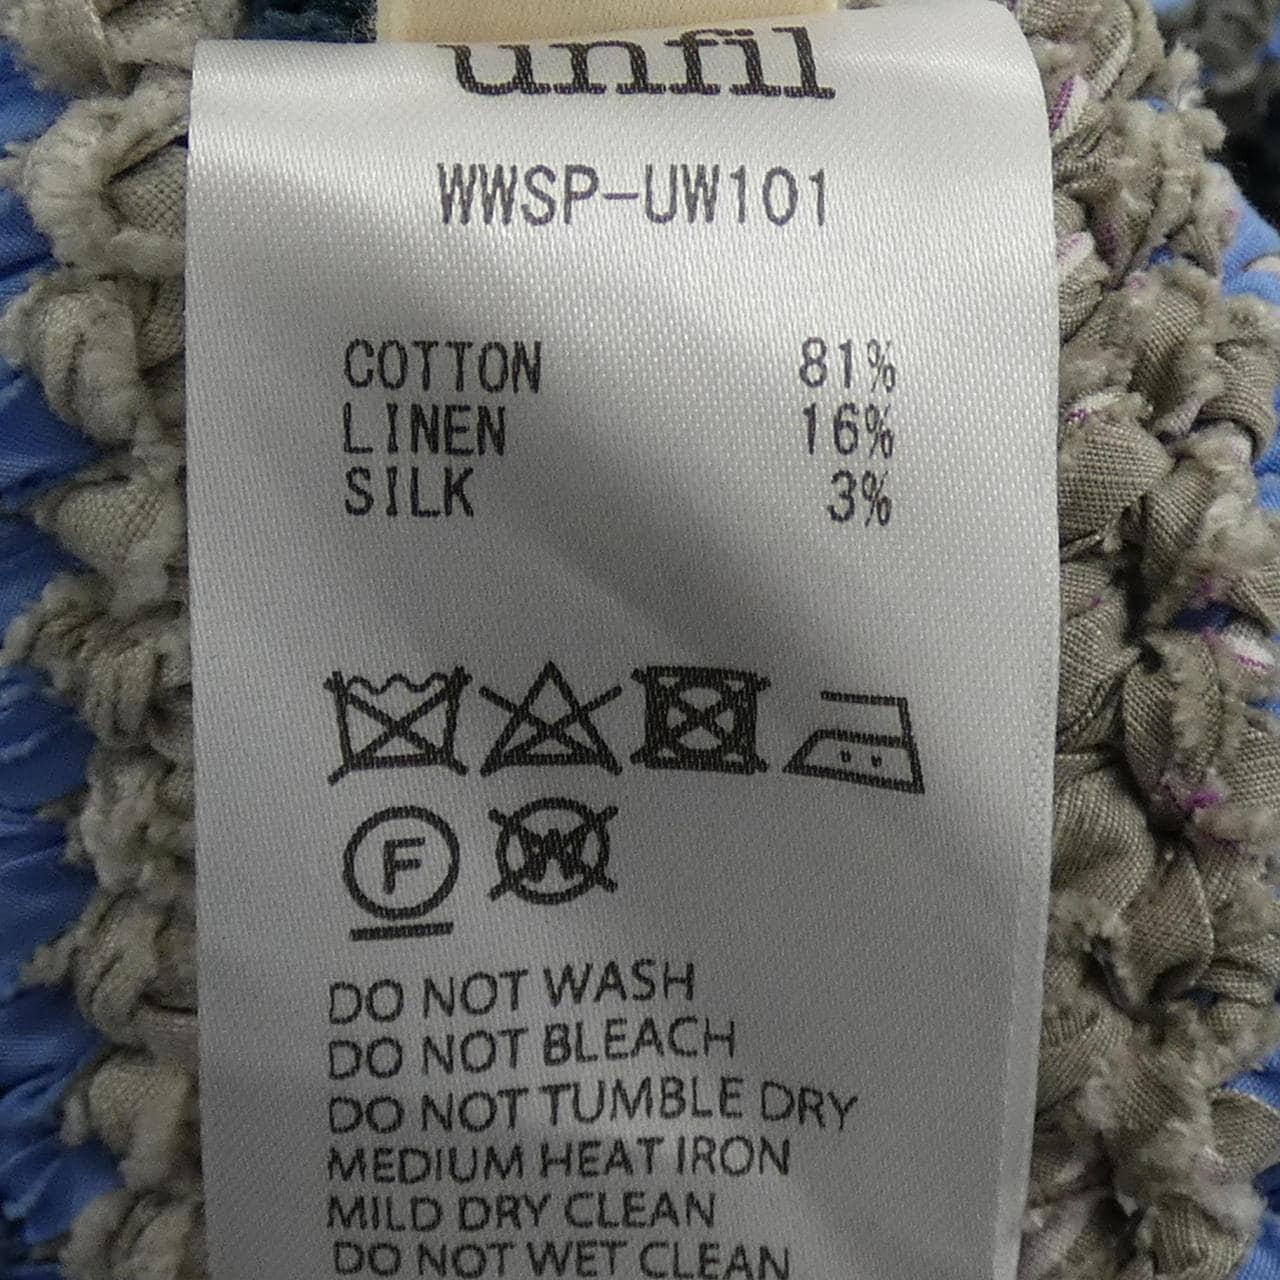 unfil
WWSP-UW101
COTTON 81%
LINEN 16%
SILK 3%
F W
DO NOT WASH
DO NOT BLEACH
DO NOT TUMBLE DRY
MEDIUM HEAT IRON
MILD DRY CLEAN
DO NOT WET CLEAN